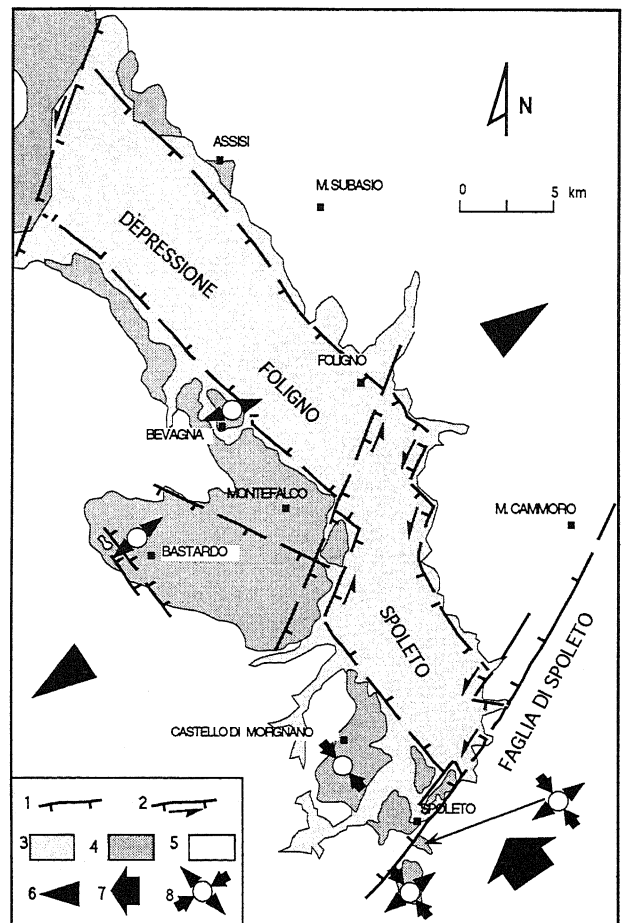 ASSISI
N
M. SUBASIO
0 5 km
DEPRESSIONE
FOLIGNO
FOLIGNO
BEVAGNA
MONTEFALCO
M. CAMMORO
BASTARDO
SPOLETO
FAGLIA DI SPOLETO
CASTELLO DI MORGNANO
SPOLETO
1 2
3 4 5
6 7 8